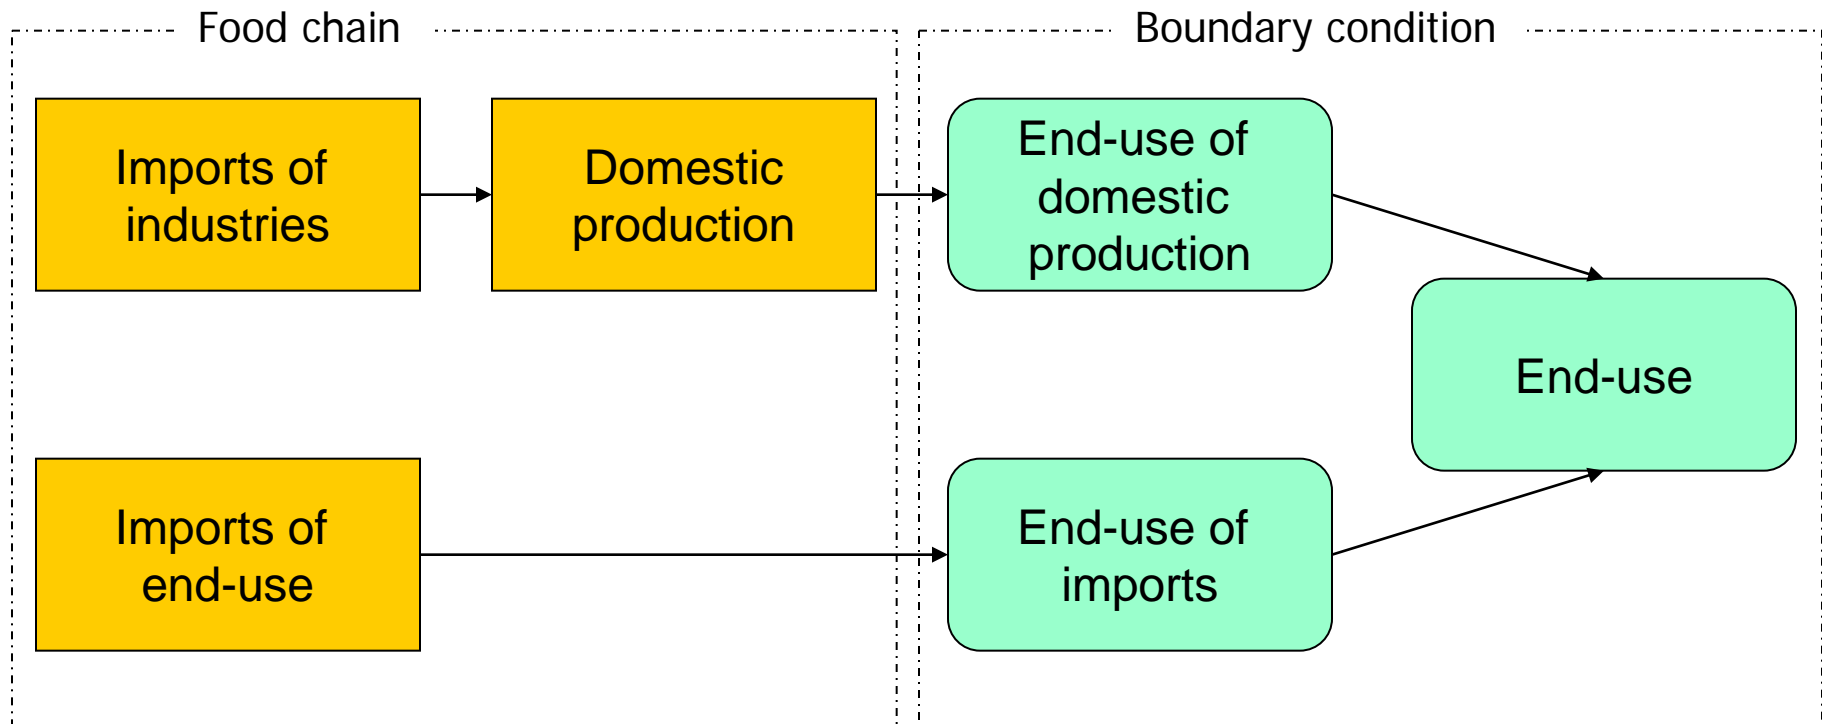 Food chain
Boundary condition
Imports of
industries
Domestic
production
End-use of
domestic
production
End-use
Imports of
end-use
End-use of
imports